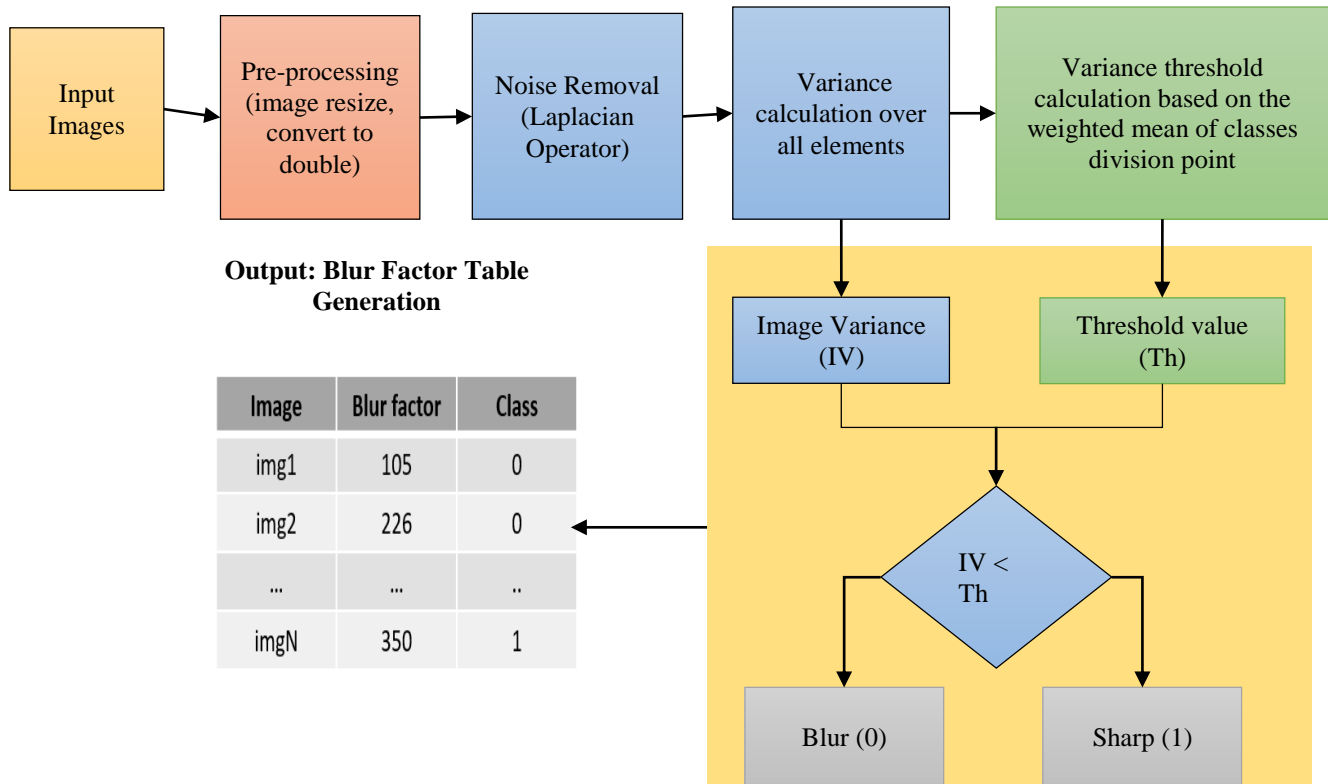 Input
Images
Pre-processing
(image resize,
convert to
double)
Noise Removal
(Laplacian
Operator)
Variance
calculation over
all elements
Variance threshold
calculation based on the
weighted mean of classes
division point
Output: Blur Factor Table
Generation
Image Variance
(IV)
Threshold value
(Th)
Image Blur factor Class
img1 105 0
img2 226 0
... ... ..
imgN 350 1
IV <
Th
Blur (0)
Sharp (1)